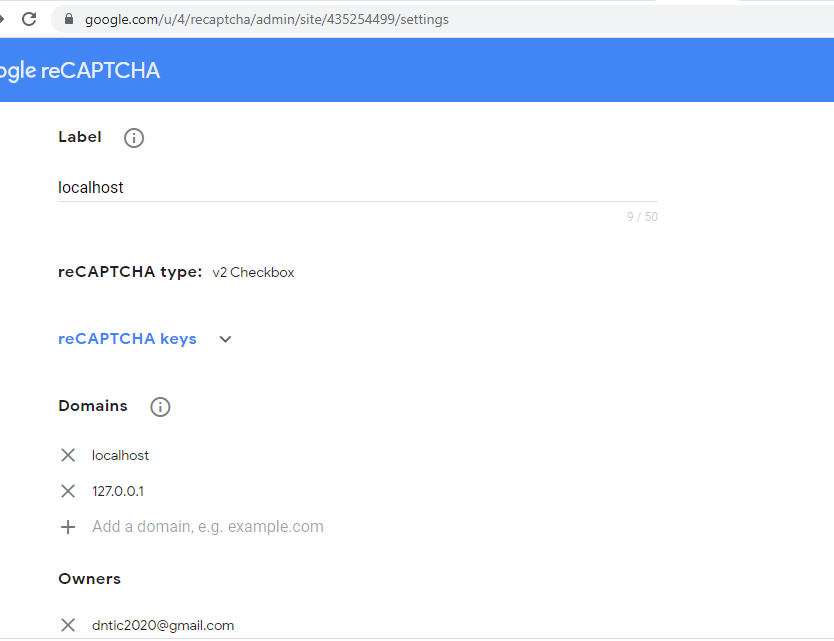 google.com/u/4/recaptcha/admin/site/435254499/settings
ogle reCAPTCHA
Label
localhost
9 / 50
reCAPTCHA type: v2 Checkbox
reCAPTCHA keys
Domains
localhost
127.0.0.1
Add a domain, e.g. example.com
Owners
dntic2020@gmail.com